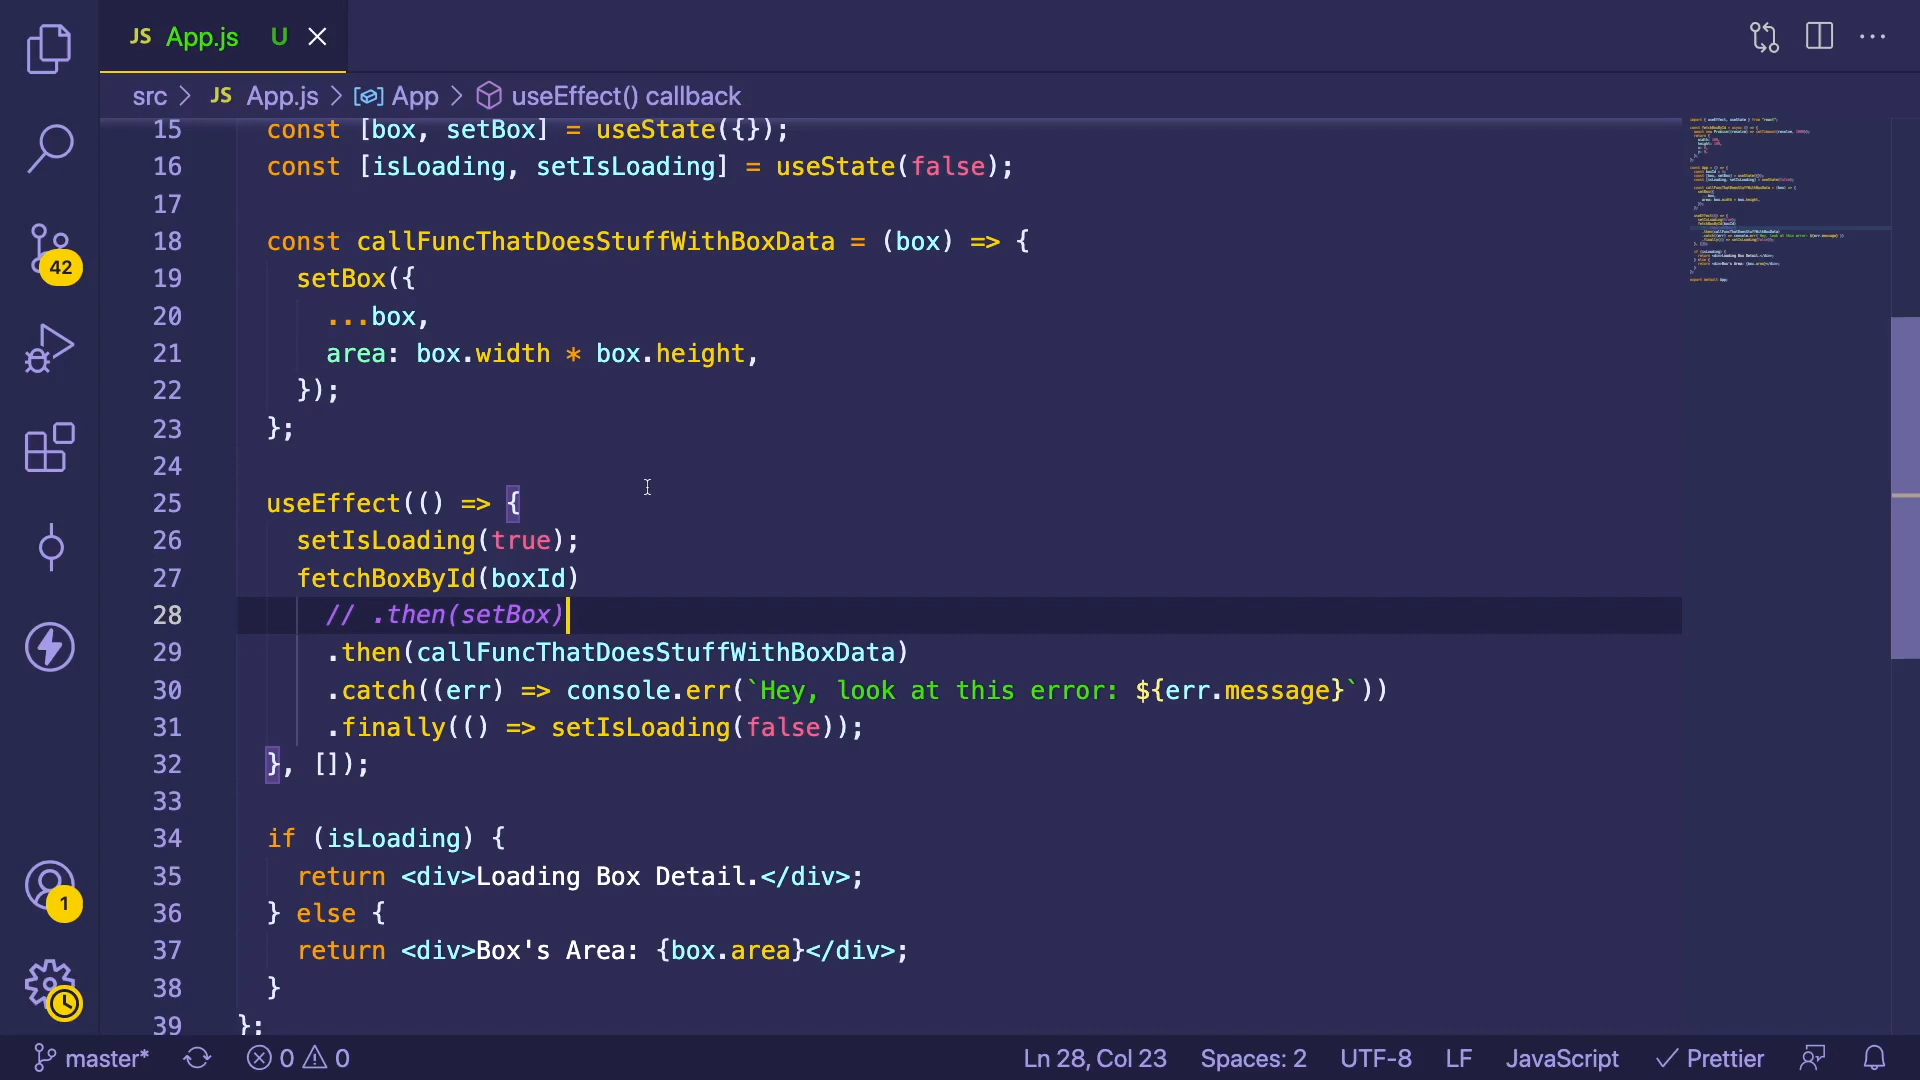 JS App.js U
src > JS App.js > App > useEffect() callback
15 const [box, setBox] = useState({});
16 const [isLoading, setIsLoading] = useState(false);
17
18 const callFuncThatDoesStuffWithBoxData = (box) => {
19 setBox({
20 ...box,
21 area: box.width * box.height,
22 });
23 };
24
25 useEffect(() => {
26 setIsLoading(true);
27 fetchBoxById(boxId)
28 // .then(setBox)
29 .then(callFuncThatDoesStuffWithBoxData)
30 .catch((err) => console.err(`Hey, look at this error: ${err.message}`))
31 .finally(() => setIsLoading(false));
32 }, []);
33
34 if (isLoading) {
35 return <div>Loading Box Detail.</div>;
36 } else {
37 return <div>Box's Area: {box.area}</div>;
38 }
39 };
42
1
master* 0 0 Ln 28, Col 23 Spaces: 2 UTF-8 LF JavaScript Prettier